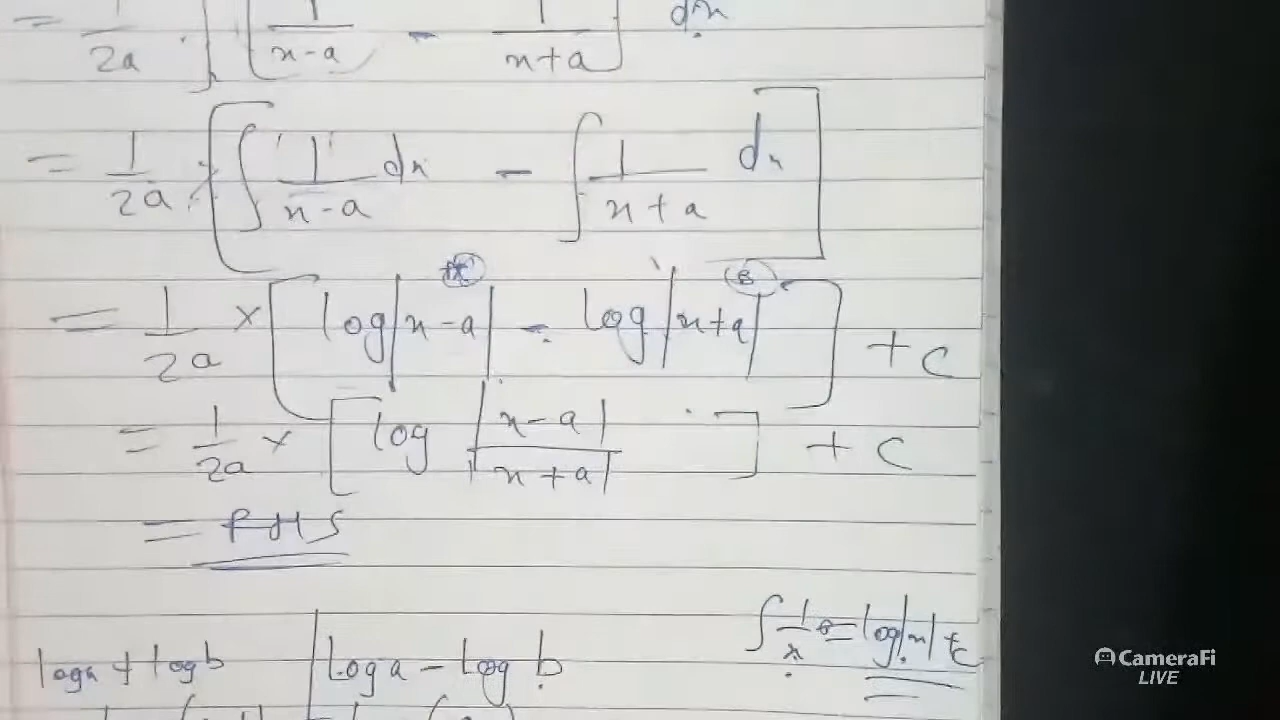 = 1/2a ∫ [ 1/(x-a) - 1/(x+a) ] dx
= 1/2a [ ∫ 1/(x-a) dx - ∫ 1/(x+a) dx ]
= 1/2a × [ log|x-a| - log|x+a| ] + c
= 1/2a × [ log |x-a|/|x+a| ] + c
= RHS
∫ 1/x = log|x| + c
loga + logb | Log a - Log b
CameraFi
LIVE